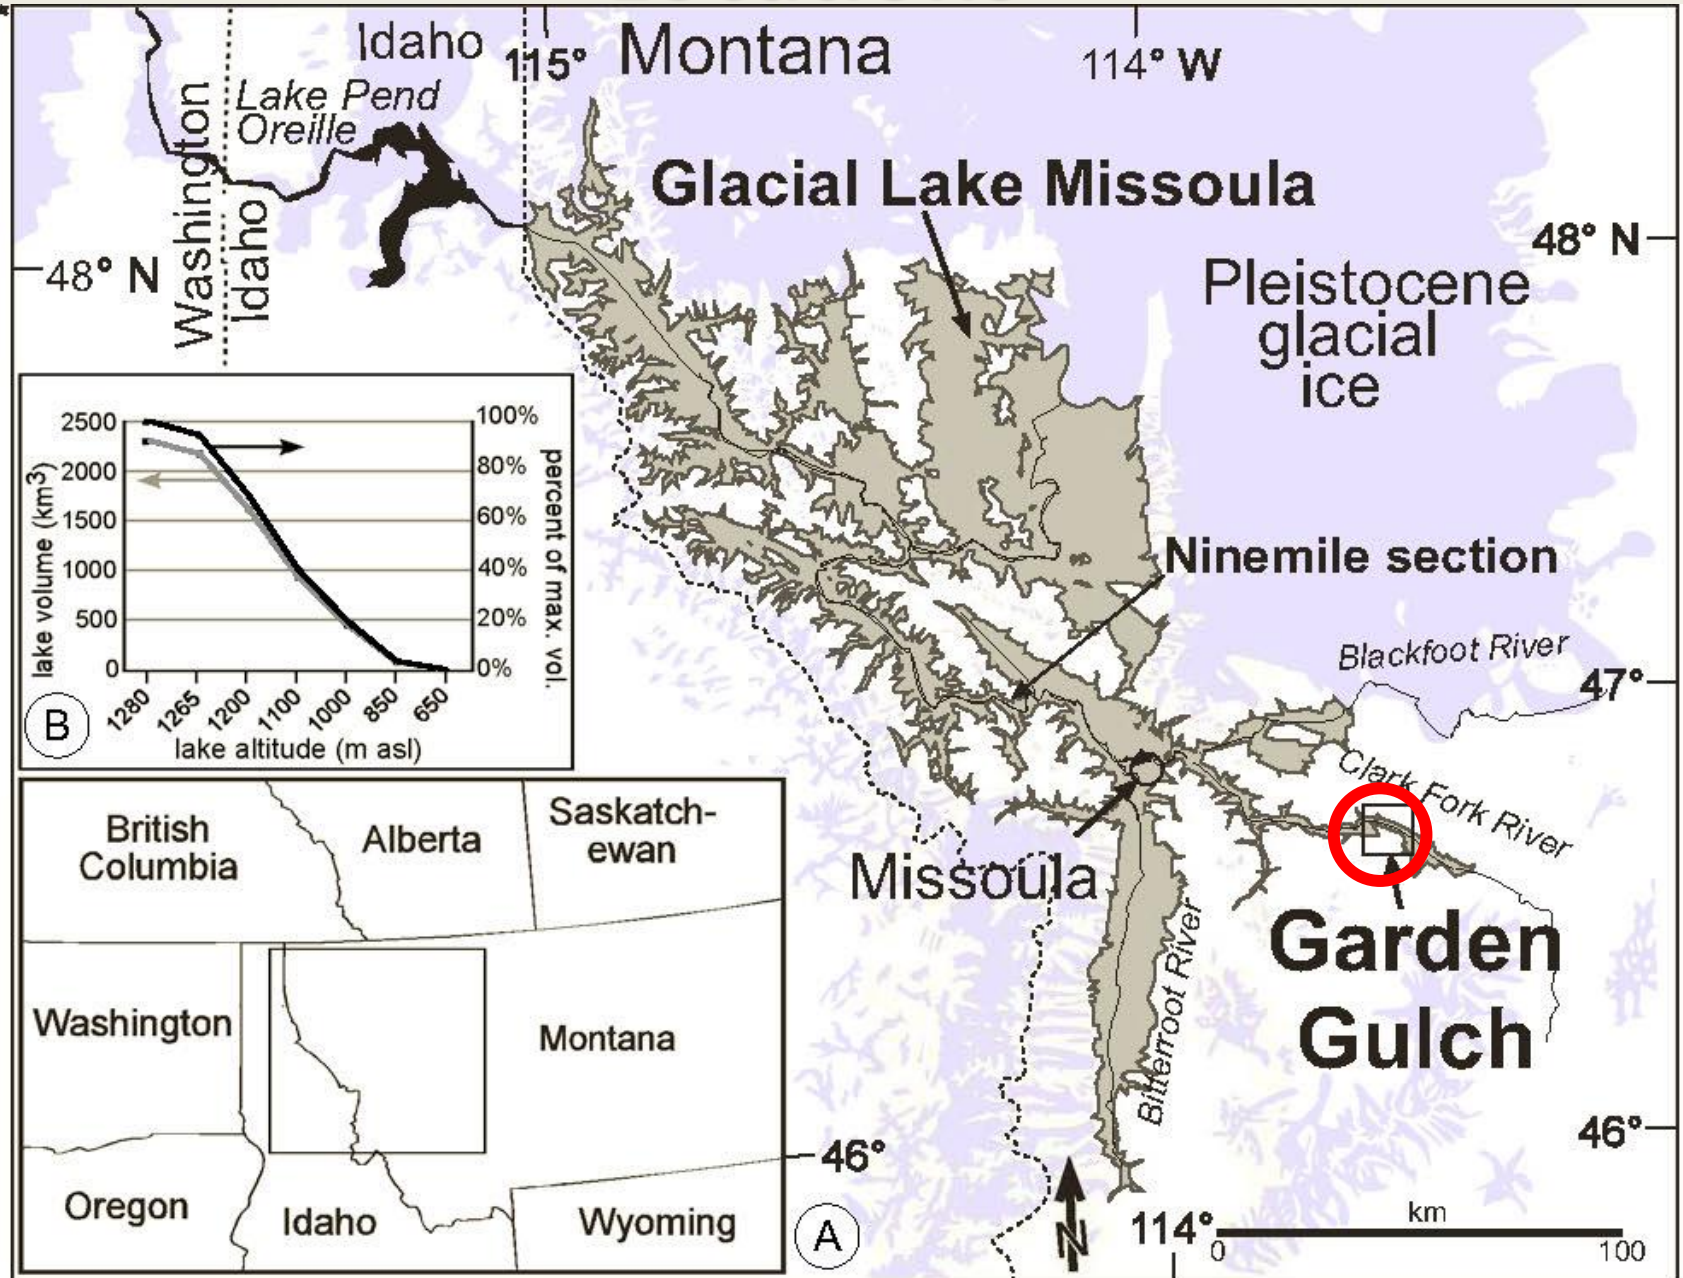 Idaho
115°
Montana
114° W
Washington
Idaho
Lake Pend
Oreille
Glacial Lake Missoula
48° N
48° N
Pleistocene
glacial
ice
Ninemile section
Blackfoot River
47°
Clark Fork River
Missoula
Garden
Gulch
Bitterroot River
46°
46°
N
114°
km
0
100
A
2500
2000
1500
1000
500
0
lake volume (km3)
100%
80%
60%
40%
20%
0%
percent of max. vol.
1280
1265
1200
1100
1000
850
650
lake altitude (m asl)
B
British
Columbia
Alberta
Saskatch-
ewan
Washington
Montana
Oregon
Idaho
Wyoming